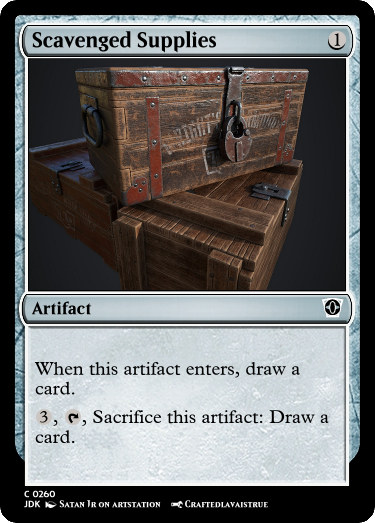 Scavenged Supplies 1
Artifact
When this artifact enters, draw a
card.
3, , Sacrifice this artifact: Draw a
card.
C 0260
JDK Satan Jr on artstation Craftedlavaistrue